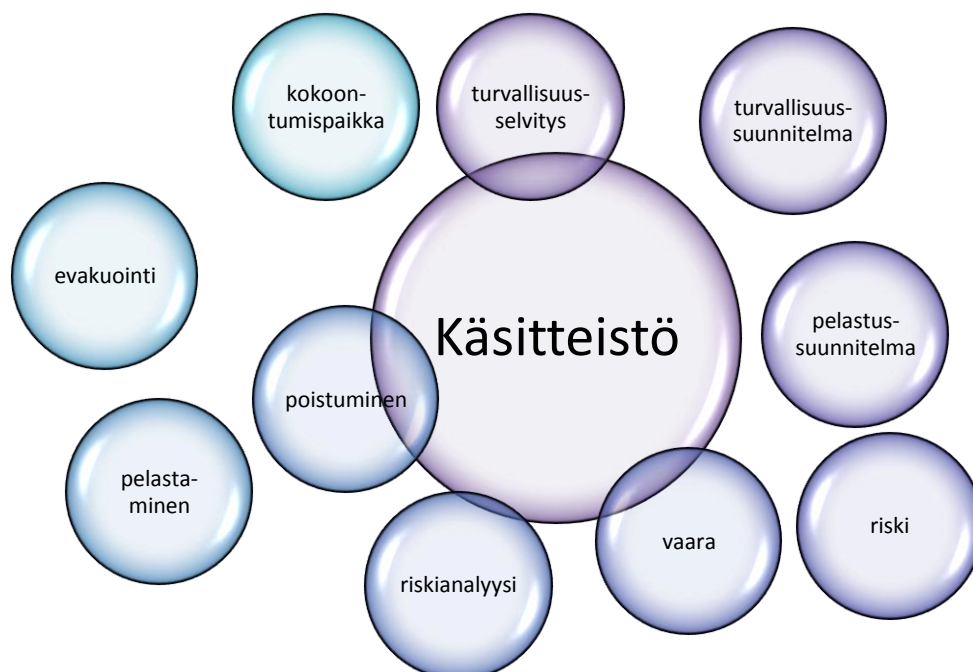 kokoon-
tumispaikka
turvallisuus-
selvitys
turvallisuus-
suunnitelma
evakuointi
Käsitteistö
pelastus-
suunnitelma
poistuminen
pelasta-
minen
riskianalyysi
vaara
riski